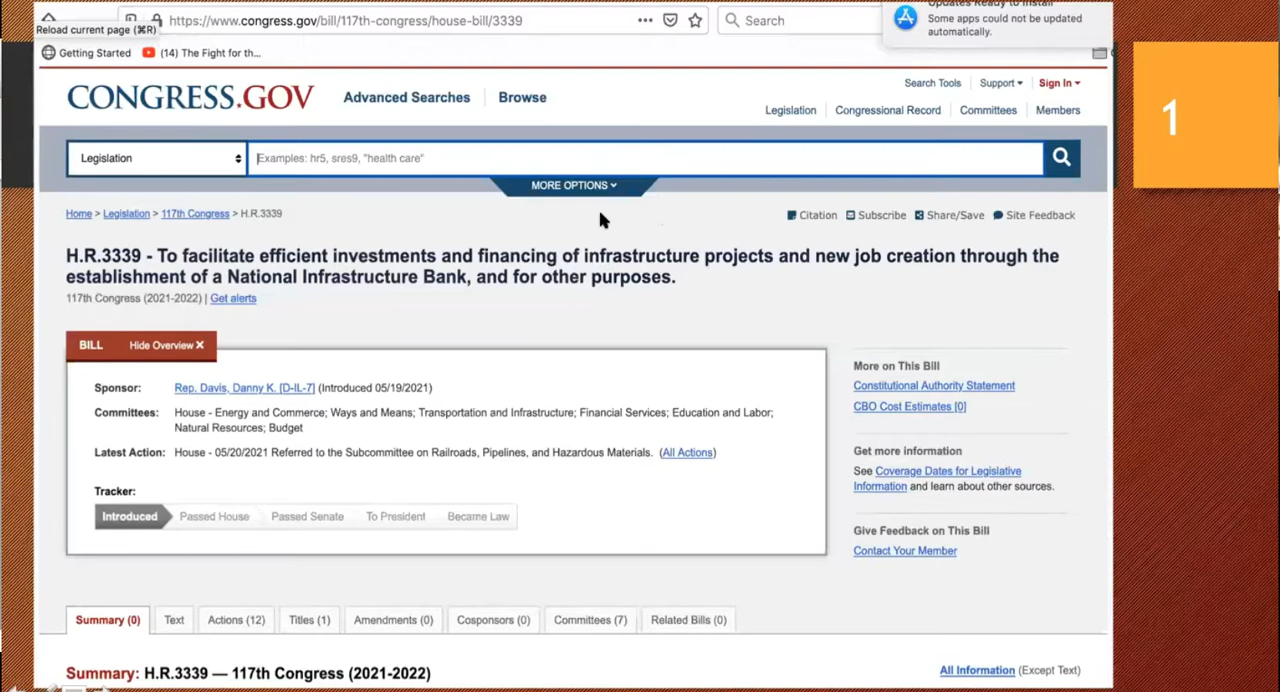 https://www.congress.gov/bill/117th-congress/house-bill/3339
Search
Some apps could not be updated
automatically.
Reload current page (⌘R)
Getting Started
(14) The Fight for th...
CONGRESS.GOV
Advanced Searches
Browse
Search Tools
Support
Sign In
Legislation
Congressional Record
Committees
Members
1
Legislation
Examples: hr5, sres9, "health care"
MORE OPTIONS
Home > Legislation > 117th Congress > H.R.3339
Citation
Subscribe
Share/Save
Site Feedback
H.R.3339 - To facilitate efficient investments and financing of infrastructure projects and new job creation through the
establishment of a National Infrastructure Bank, and for other purposes.
117th Congress (2021-2022) | Get alerts
BILL
Hide Overview X
Sponsor: Rep. Davis, Danny K. [D-IL-7] (Introduced 05/19/2021)
Committees: House - Energy and Commerce; Ways and Means; Transportation and Infrastructure; Financial Services; Education and Labor;
Natural Resources; Budget
Latest Action: House - 05/20/2021 Referred to the Subcommittee on Railroads, Pipelines, and Hazardous Materials. (All Actions)
Tracker:
Introduced
Passed House
Passed Senate
To President
Became Law
More on This Bill
Constitutional Authority Statement
CBO Cost Estimates [0]
Get more information
See Coverage Dates for Legislative
Information and learn about other sources.
Give Feedback on This Bill
Contact Your Member
Summary (0)
Text
Actions (12)
Titles (1)
Amendments (0)
Cosponsors (0)
Committees (7)
Related Bills (0)
Summary: H.R.3339 — 117th Congress (2021-2022)
All Information (Except Text)